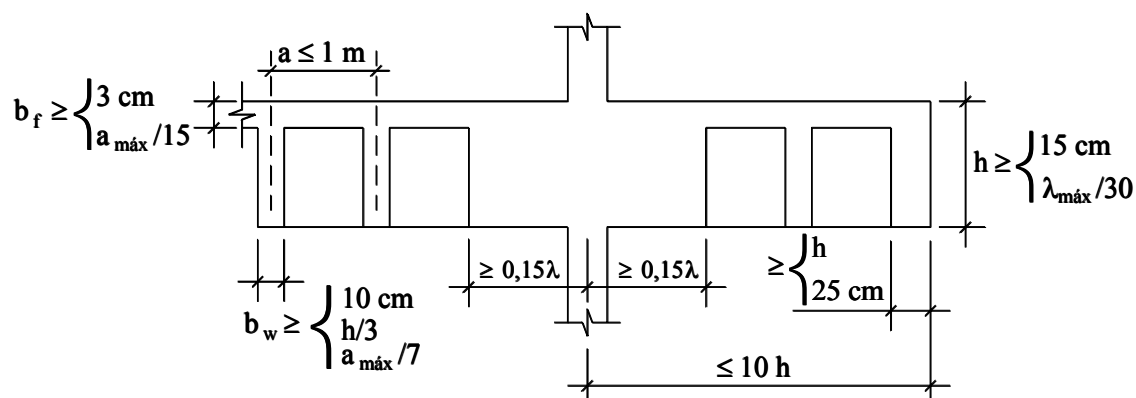 a ≤ 1 m
b f ≥ { 3 cm
a máx /15
h ≥ { 15 cm
λmáx /30
≥ 0,15λ
≥ 0,15λ
≥ { h
25 cm
b w ≥ { 10 cm
h/3
a máx /7
≤ 10 h